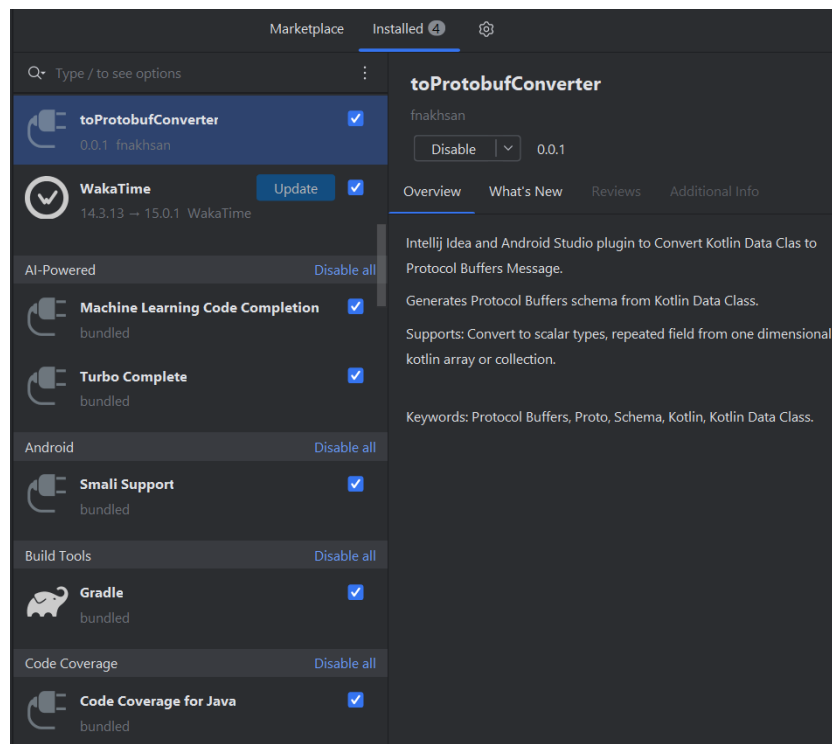 Marketplace
Installed 4
Type / to see options
toProtobufConverter
0.0.1 fnakhsan
WakaTime
Update
14.3.13 → 15.0.1 WakaTime
AI-Powered
Disable all
Machine Learning Code Completion
bundled
Turbo Complete
bundled
Android
Disable all
Smali Support
bundled
Build Tools
Disable all
Gradle
bundled
Code Coverage
Disable all
Code Coverage for Java
bundled
toProtobufConverter
fnakhsan
Disable
0.0.1
Overview
What's New
Reviews
Additional Info
Intellij Idea and Android Studio plugin to Convert Kotlin Data Clas to
Protocol Buffers Message.
Generates Protocol Buffers schema from Kotlin Data Class.
Supports: Convert to scalar types, repeated field from one dimensional
kotlin array or collection.
Keywords: Protocol Buffers, Proto, Schema, Kotlin, Kotlin Data Class.